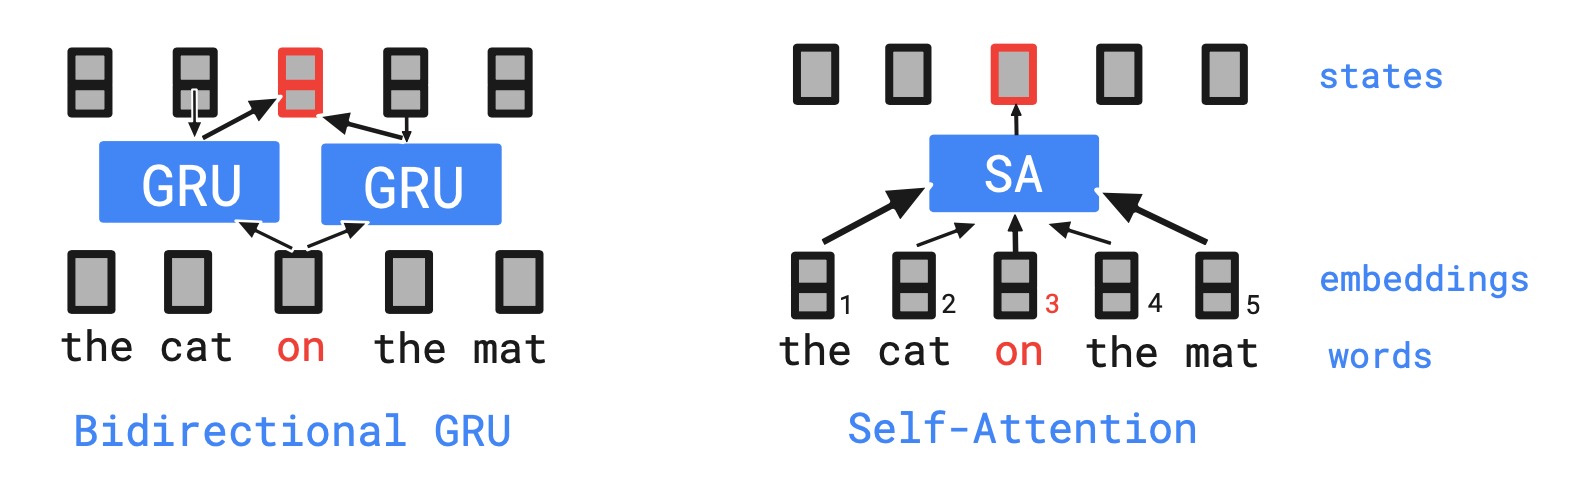 GRU GRU
the cat on the mat
Bidirectional GRU
SA
1 2 3 4 5
the cat on the mat
Self-Attention
states
embeddings
words